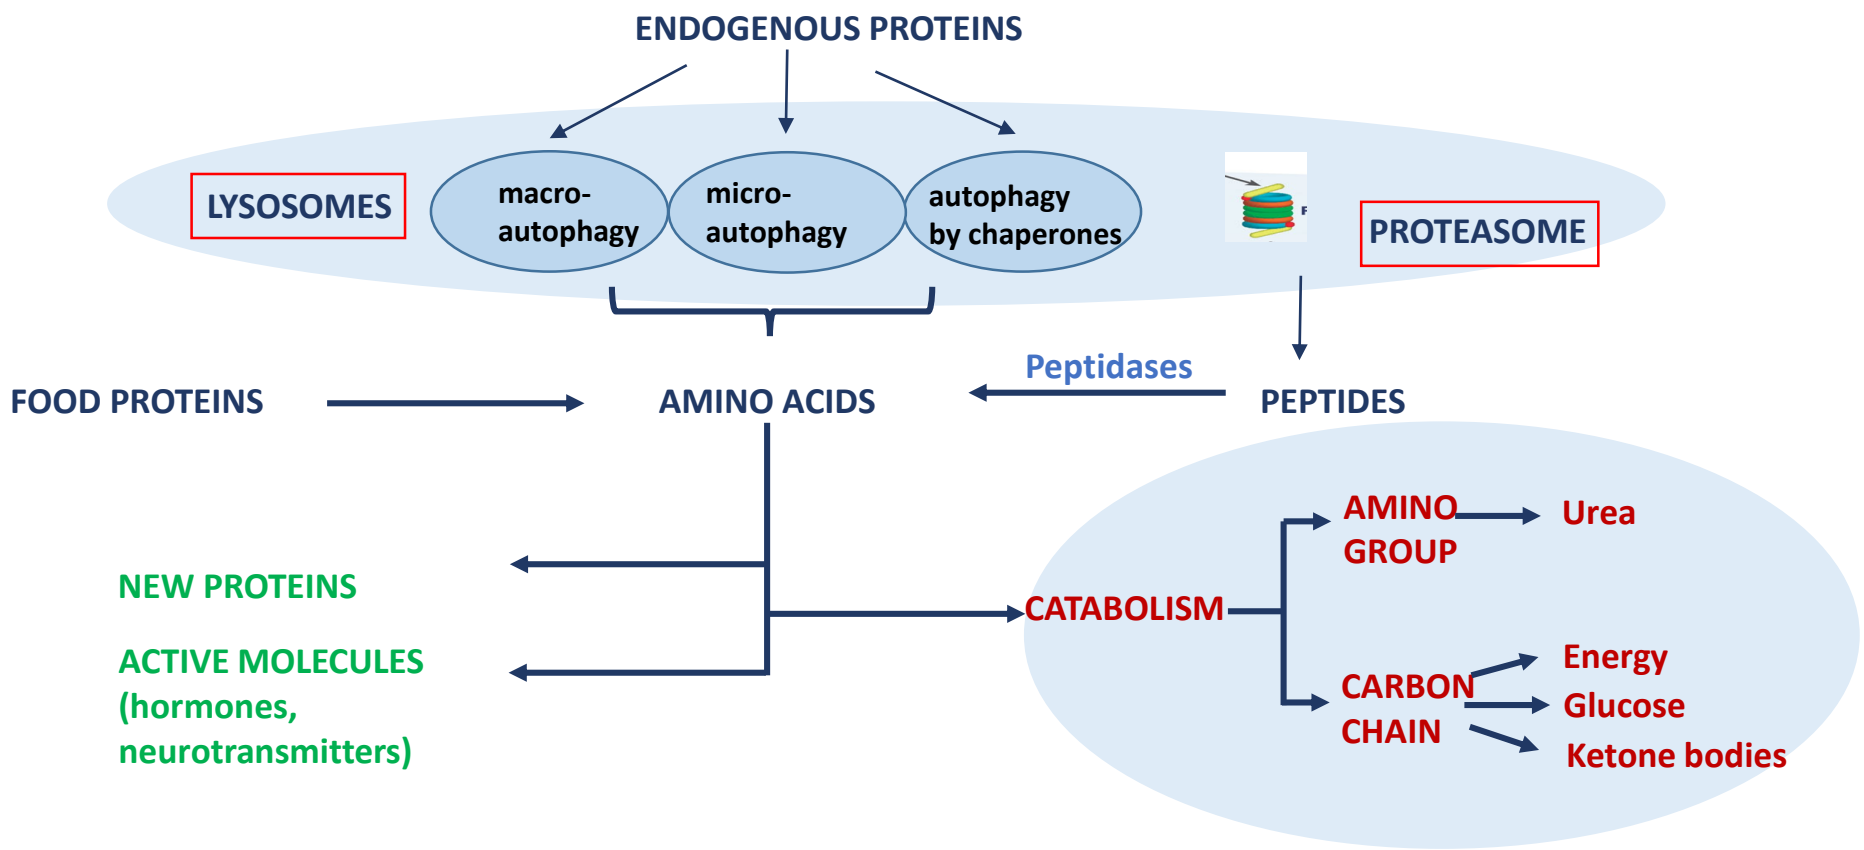 ENDOGENOUS PROTEINS
LYSOSOMES
macro-
autophagy
micro-
autophagy
autophagy
by chaperones
PROTEASOME
Peptidases
FOOD PROTEINS
AMINO ACIDS
PEPTIDES
NEW PROTEINS
ACTIVE MOLECULES
(hormones,
neurotransmitters)
CATABOLISM
AMINO
GROUP
Urea
CARBON
CHAIN
Energy
Glucose
Ketone bodies